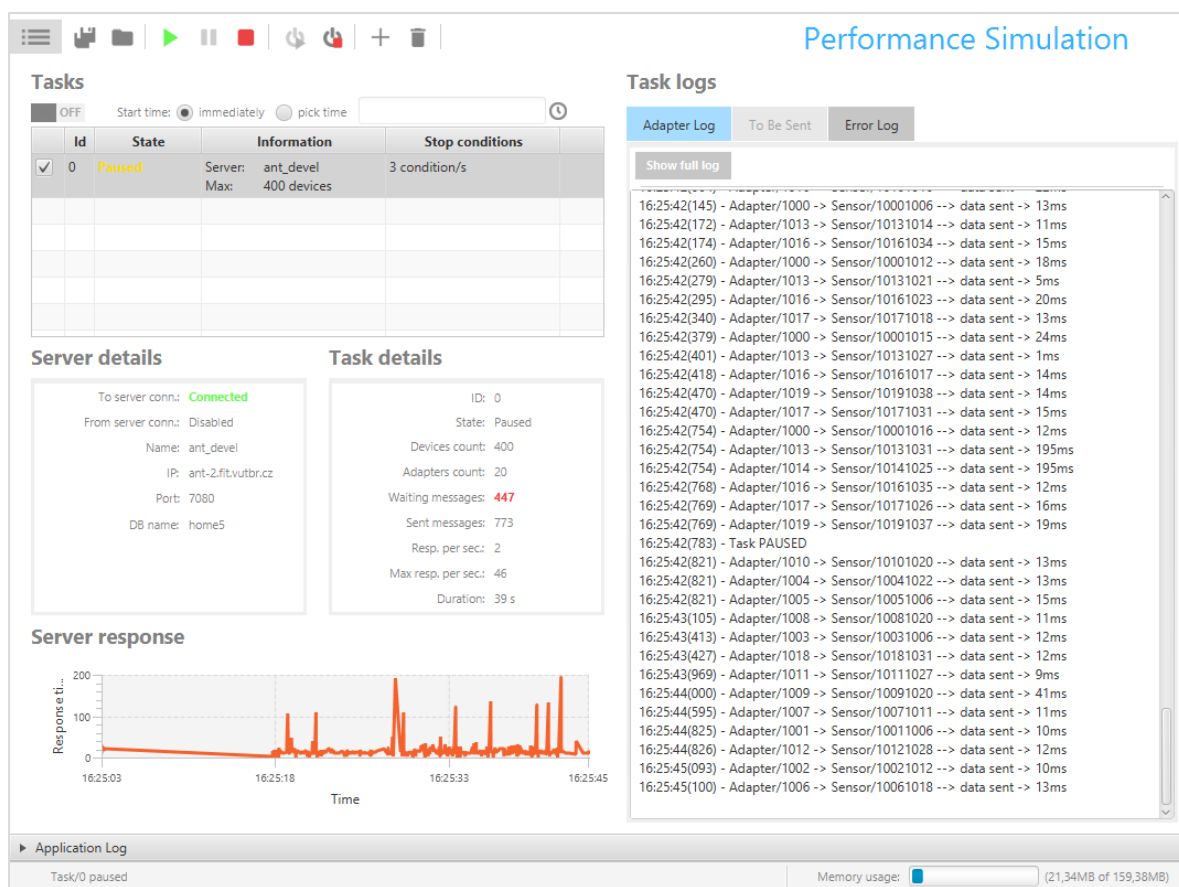 Performance Simulation
Tasks
OFF Start time: immediately pick time
Id State Information Stop conditions
0 Paused Server: ant_devel 3 condition/s
Max: 400 devices
Server details
To server conn.: Connected
From server conn.: Disabled
Name: ant_devel
IP: ant-2.fit.vutbr.cz
Port: 7080
DB name: home5
Task details
ID: 0
State: Paused
Devices count: 400
Adapters count: 20
Waiting messages: 447
Sent messages: 773
Resp. per sec.: 2
Max resp. per sec.: 46
Duration: 39 s
Server response
Response ti...
200
100
0
16:25:03 16:25:18 16:25:33 16:25:45
Time
Task logs
Adapter Log To Be Sent Error Log
Show full log
16:25:42(145) - Adapter/1000 -> Sensor/10001006 --> data sent -> 13ms
16:25:42(172) - Adapter/1013 -> Sensor/10131014 --> data sent -> 11ms
16:25:42(174) - Adapter/1016 -> Sensor/10161034 --> data sent -> 15ms
16:25:42(260) - Adapter/1000 -> Sensor/10001012 --> data sent -> 18ms
16:25:42(279) - Adapter/1013 -> Sensor/10131021 --> data sent -> 5ms
16:25:42(295) - Adapter/1016 -> Sensor/10161023 --> data sent -> 20ms
16:25:42(340) - Adapter/1017 -> Sensor/10171018 --> data sent -> 13ms
16:25:42(379) - Adapter/1000 -> Sensor/10001015 --> data sent -> 24ms
16:25:42(401) - Adapter/1013 -> Sensor/10131027 --> data sent -> 1ms
16:25:42(418) - Adapter/1016 -> Sensor/10161017 --> data sent -> 14ms
16:25:42(470) - Adapter/1019 -> Sensor/10191038 --> data sent -> 14ms
16:25:42(470) - Adapter/1017 -> Sensor/10171031 --> data sent -> 15ms
16:25:42(754) - Adapter/1000 -> Sensor/10001016 --> data sent -> 12ms
16:25:42(754) - Adapter/1013 -> Sensor/10131031 --> data sent -> 195ms
16:25:42(754) - Adapter/1014 -> Sensor/10141025 --> data sent -> 195ms
16:25:42(768) - Adapter/1016 -> Sensor/10161035 --> data sent -> 12ms
16:25:42(769) - Adapter/1017 -> Sensor/10171026 --> data sent -> 16ms
16:25:42(769) - Adapter/1019 -> Sensor/10191037 --> data sent -> 19ms
16:25:42(783) - Task PAUSED
16:25:42(821) - Adapter/1010 -> Sensor/10101020 --> data sent -> 13ms
16:25:42(821) - Adapter/1004 -> Sensor/10041022 --> data sent -> 13ms
16:25:42(821) - Adapter/1005 -> Sensor/10051006 --> data sent -> 15ms
16:25:43(105) - Adapter/1008 -> Sensor/10081020 --> data sent -> 11ms
16:25:43(413) - Adapter/1003 -> Sensor/10031006 --> data sent -> 12ms
16:25:43(427) - Adapter/1018 -> Sensor/10181031 --> data sent -> 12ms
16:25:43(969) - Adapter/1011 -> Sensor/10111027 --> data sent -> 9ms
16:25:44(000) - Adapter/1009 -> Sensor/10091020 --> data sent -> 41ms
16:25:44(595) - Adapter/1007 -> Sensor/10071011 --> data sent -> 11ms
16:25:44(825) - Adapter/1001 -> Sensor/10011006 --> data sent -> 10ms
16:25:44(826) - Adapter/1012 -> Sensor/10121028 --> data sent -> 12ms
16:25:45(093) - Adapter/1002 -> Sensor/10021012 --> data sent -> 10ms
16:25:45(100) - Adapter/1006 -> Sensor/10061018 --> data sent -> 13ms
Application Log
Task/0 paused Memory usage: (21,34MB of 159,38MB)